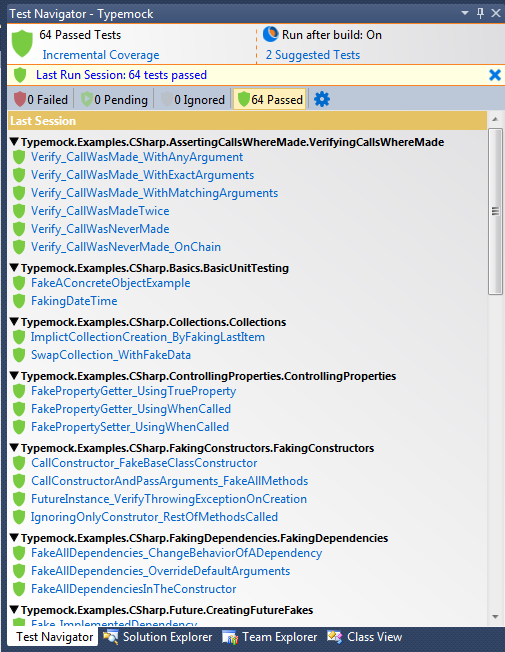 Test Navigator - Typemock
64 Passed Tests
Run after build: On
Incremental Coverage
2 Suggested Tests
Last Run Session: 64 tests passed
0 Failed
0 Pending
0 Ignored
64 Passed
Last Session
Typemock.Examples.CSharp.AssertingCallsWhereMade.VerifyingCallsWhereMade
Verify_CallWasMade_WithAnyArgument
Verify_CallWasMade_WithExactArguments
Verify_CallWasMade_WithMatchingArguments
Verify_CallWasMadeTwice
Verify_CallWasNeverMade
Verify_CallWasNeverMade_OnChain
Typemock.Examples.CSharp.Basics.BasicUnitTesting
FakeAConcreteObjectExample
FakingDateTime
Typemock.Examples.CSharp.Collections.Collections
ImplictCollectionCreation_ByFakingLastItem
SwapCollection_WithFakeData
Typemock.Examples.CSharp.ControllingProperties.ControllingProperties
FakePropertyGetter_UsingTrueProperty
FakePropertyGetter_UsingWhenCalled
FakePropertySetter_UsingWhenCalled
Typemock.Examples.CSharp.FakingConstructors.FakingConstructors
CallConstructor_FakeBaseClassConstructor
CallConstructorAndPassArguments_FakeAllMethods
FutureInstance_VerifyThrowingExceptionOnCreation
IgnoringOnlyConstrutor_RestOfMethodsCalled
Typemock.Examples.CSharp.FakingDependencies.FakingDependencies
FakeAllDependencies_ChangeBehaviorOfADependency
FakeAllDependencies_OverrideDefaultArguments
FakeAllDependenciesInTheConstructor
Typemock.Examples.CSharp.Future.CreatingFutureFakes
Fake_ImplementedDependency
Test Navigator
Solution Explorer
Team Explorer
Class View